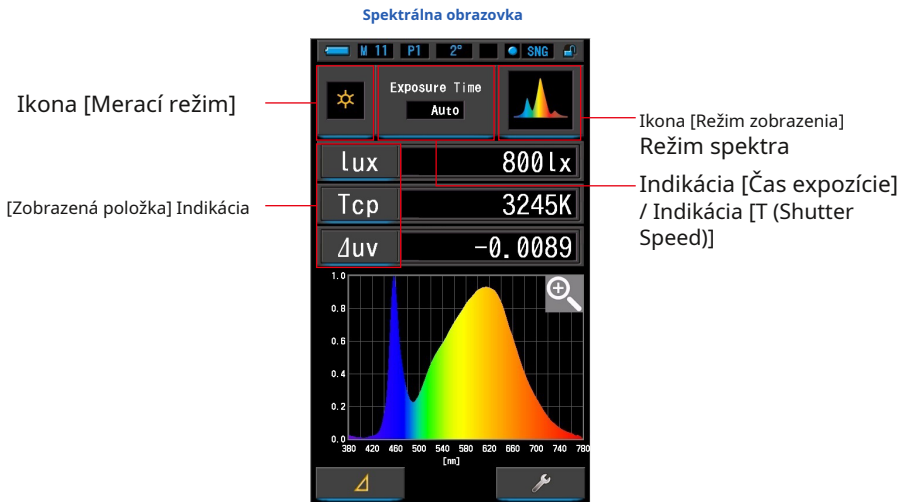 Spektrálna obrazovka
M 11 P1 2° SNG
Ikona [Merací režim]
Exposure Time
Auto
Ikona [Režim zobrazenia]
Režim spektra
Indikácia [Čas expozície]
/ Indikácia [T (Shutter
Speed)]
[Zobrazená položka] Indikácia
lux 800lx
Tcp 3245K
⊿uv -0.0089
1.0
0.8
0.6
0.4
0.2
0.0
380 420 460 500 540 580 620 660 700 740 780
[nm]